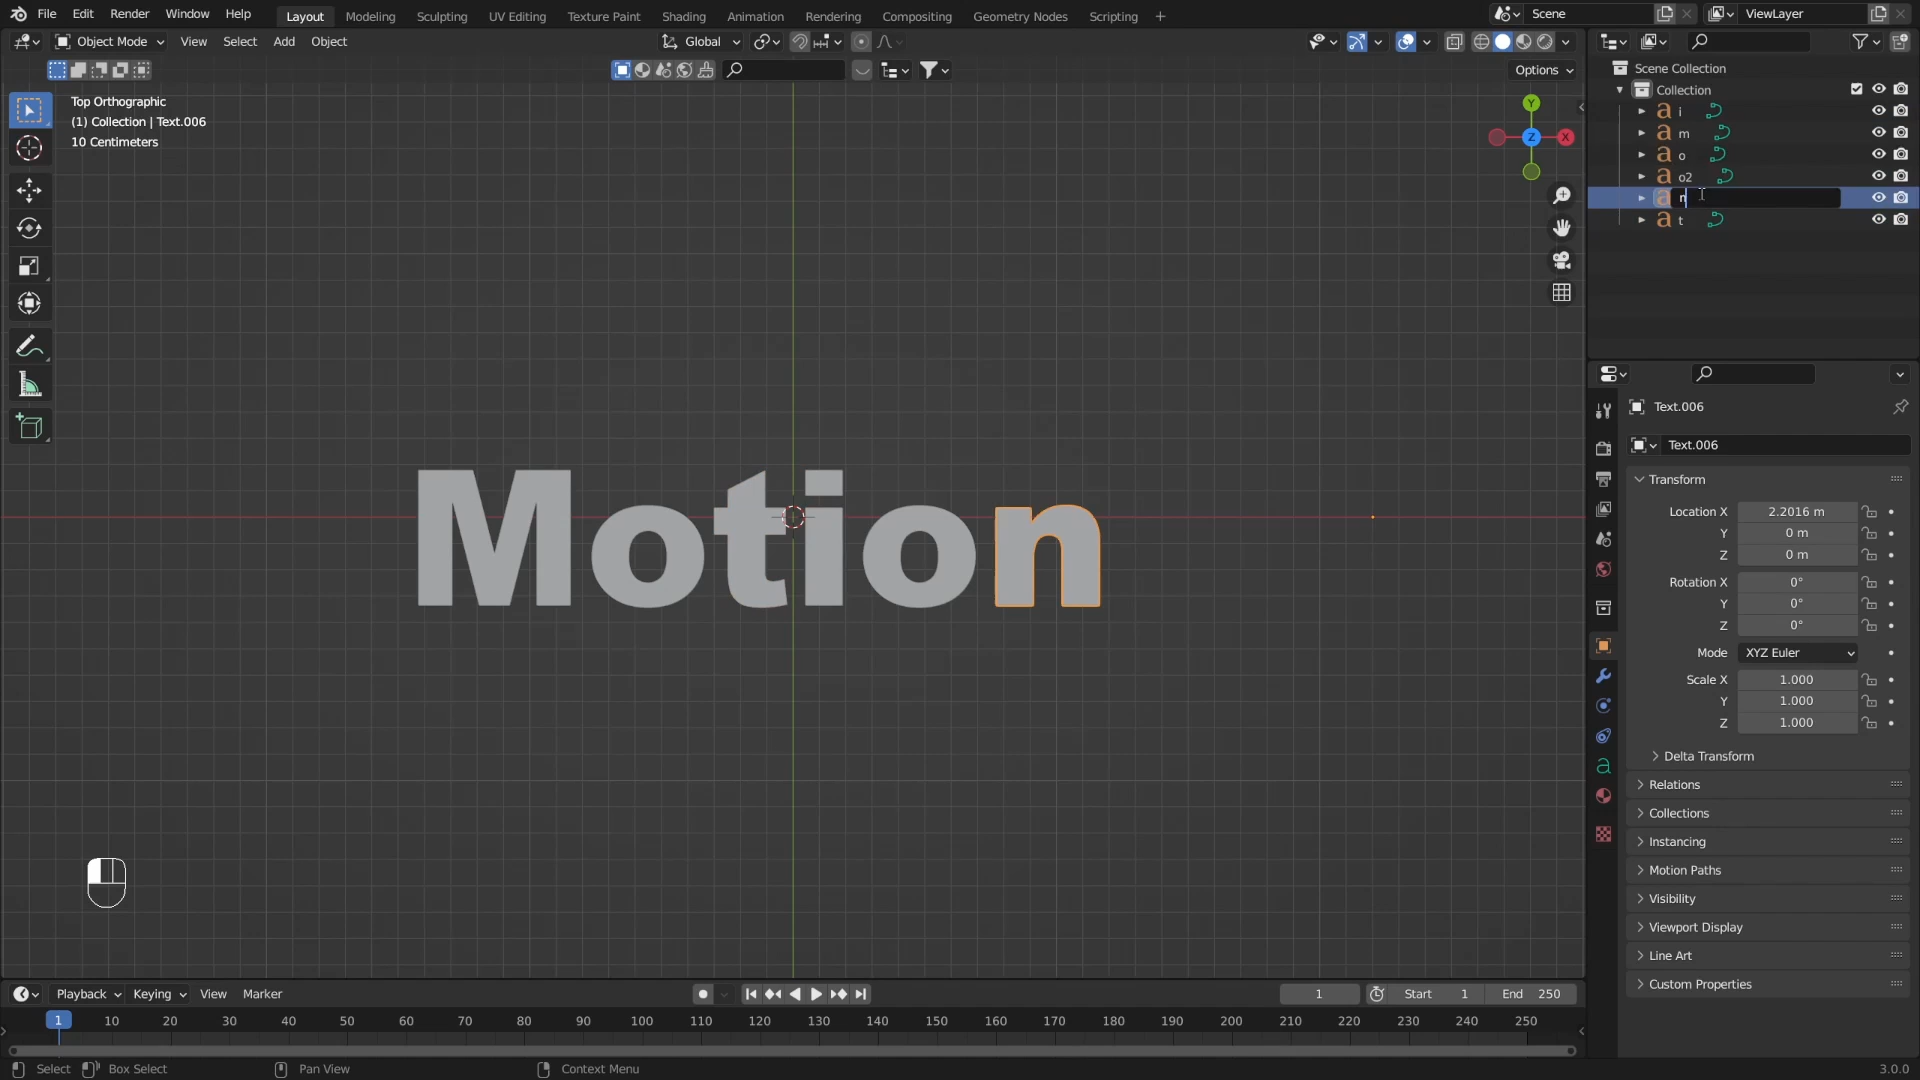 File Edit Render Window Help
Layout Modeling Sculpting UV Editing Texture Paint Shading Animation Rendering Compositing Geometry Nodes Scripting +
Scene
ViewLayer
Object Mode View Select Add Object
Global
Options
Top Orthographic
(1) Collection | Text.006
10 Centimeters
Y
Z
X
Scene Collection
Collection
i
m
o
o2
n
t
Motion
Text.006
Text.006
Transform
Location X 2.2016 m
Y 0 m
Z 0 m
Rotation X 0°
Y 0°
Z 0°
Mode XYZ Euler
Scale X 1.000
Y 1.000
Z 1.000
Delta Transform
Relations
Collections
Instancing
Motion Paths
Visibility
Viewport Display
Line Art
Custom Properties
Playback Keying View Marker
1
Start 1
End 250
1 10 20 30 40 50 60 70 80 90 100 110 120 130 140 150 160 170 180 190 200 210 220 230 240 250
Select Box Select Pan View Context Menu
3.0.0